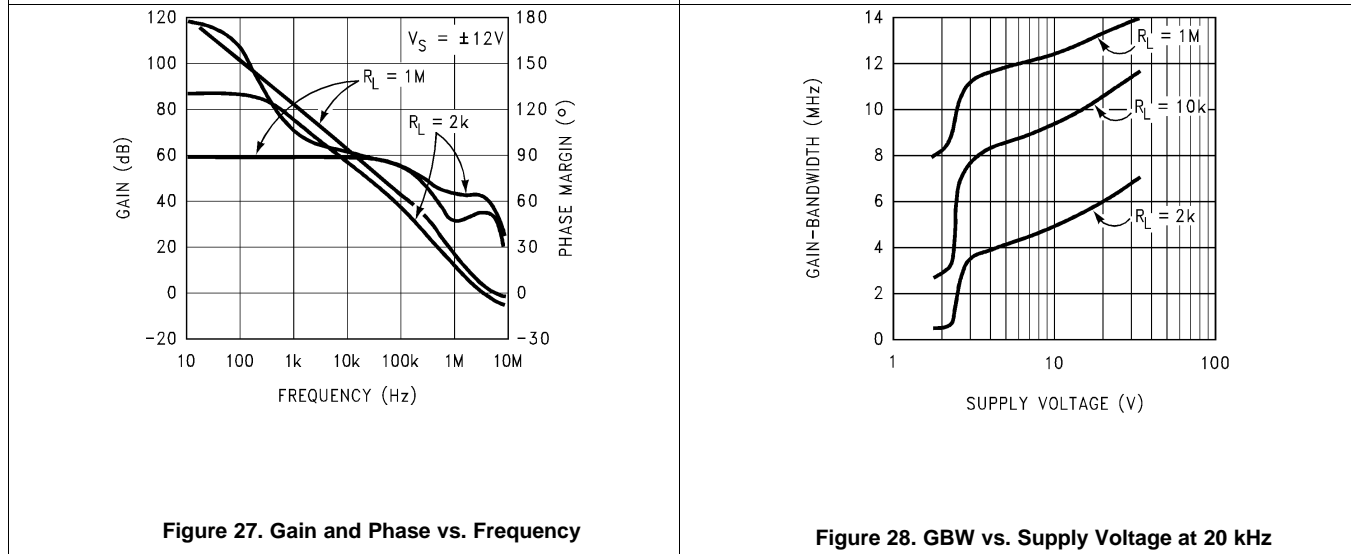 120
100
80
60
40
20
0
−20
GAIN (dB)
180
150
120
90
60
30
0
−30
PHASE MARGIN (°)
V_S = ±12V
R_L = 1M
R_L = 2k
10 100 1k 10k 100k 1M 10M
FREQUENCY (Hz)
Figure 27. Gain and Phase vs. Frequency
14
12
10
8
6
4
2
0
GAIN−BANDWIDTH (MHz)
R_L = 1M
R_L = 10k
R_L = 2k
1 10 100
SUPPLY VOLTAGE (V)
Figure 28. GBW vs. Supply Voltage at 20 kHz